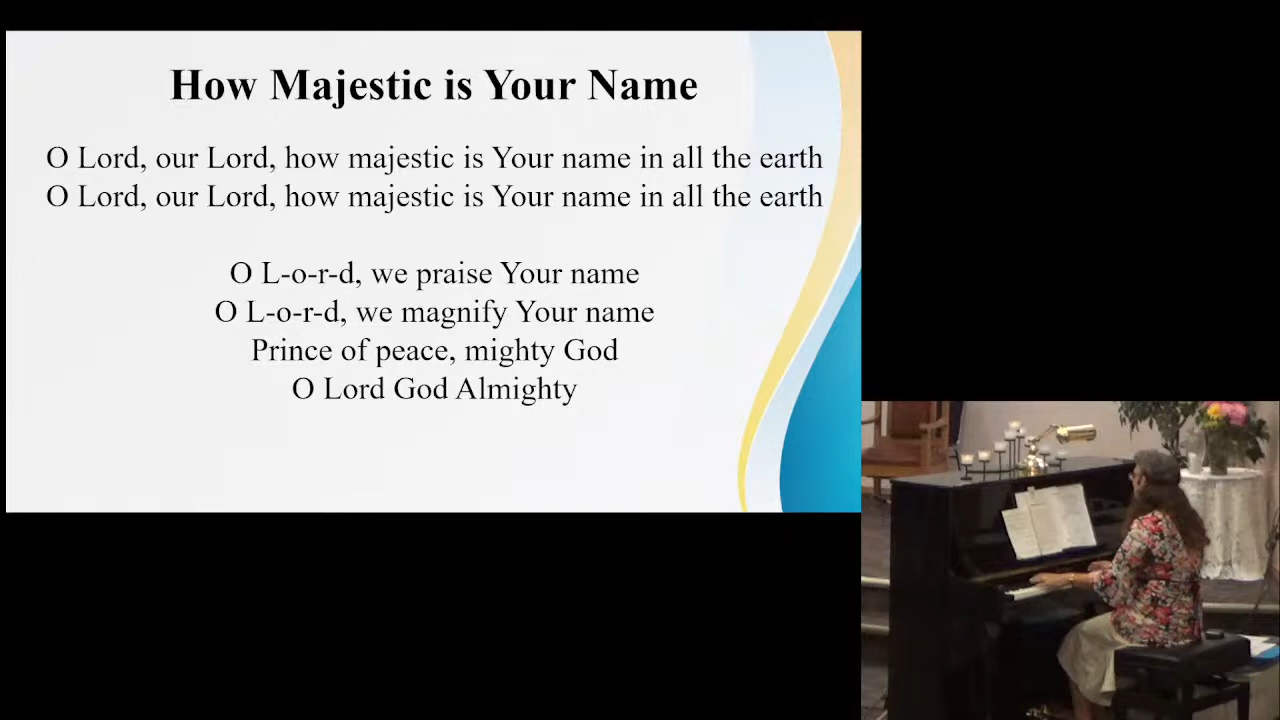 How Majestic is Your Name
O Lord, our Lord, how majestic is Your name in all the earth
O Lord, our Lord, how majestic is Your name in all the earth
O L-o-r-d, we praise Your name
O L-o-r-d, we magnify Your name
Prince of peace, mighty God
O Lord God Almighty